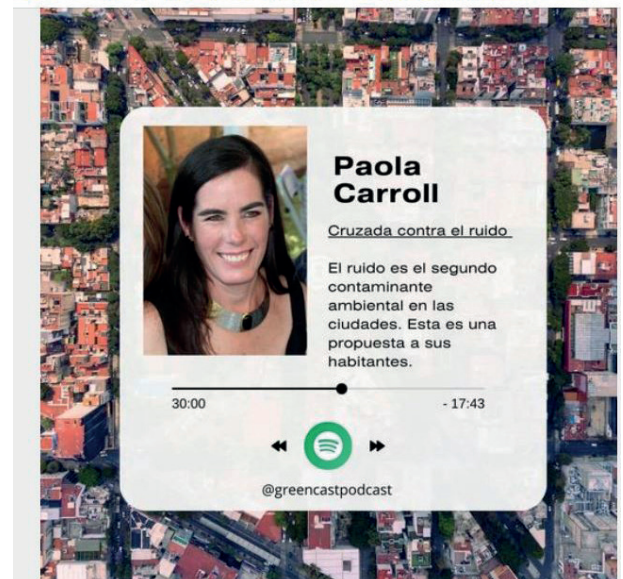 Paola
Carroll
Cruzada contra el ruido
El ruido es el segundo
contaminante
ambiental en las
ciudades. Esta es una
propuesta a sus
habitantes.
30:00
- 17:43
@greencastpodcast